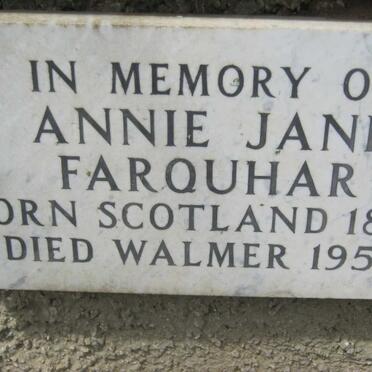 IN MEMORY O
ANNIE JAN
FARQUHAR
ORN SCOTLAND 18
DIED WALMER 195